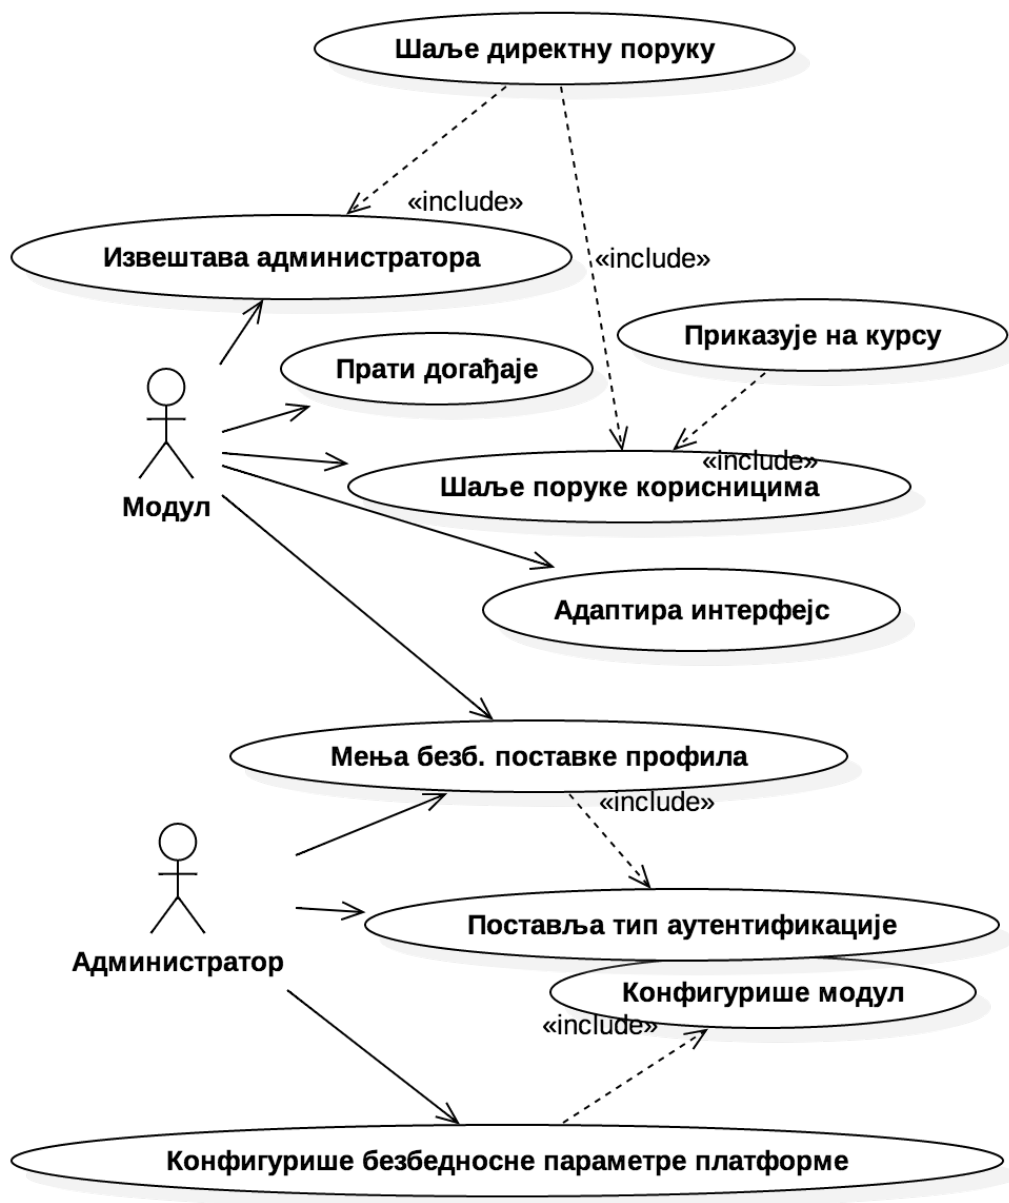 Шаље директну поруку
«include»
Извештава администратора
«include»
Приказује на курсу
Прати догађаје
«include»
Шаље поруке корисницима
Модул
Адаптира интерфејс
Мења безб. поставке профила
«include»
Поставља тип аутентификације
Администратор
Конфигурише модул
«include»
Конфигурише безбедносне параметре платформе